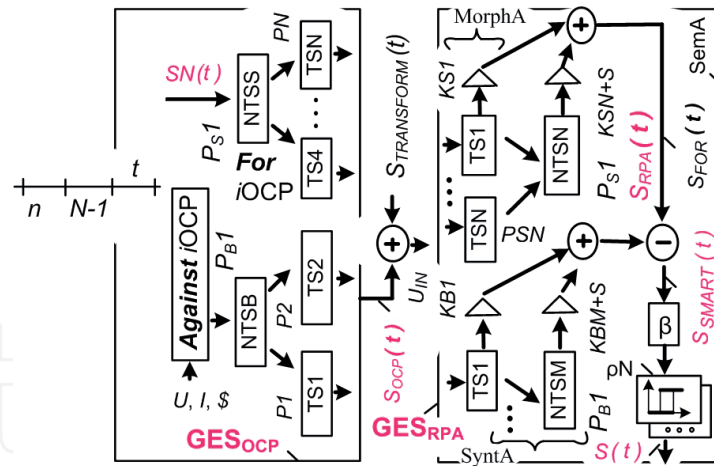 SN(t)
PN
TSN
NTSS
PS1
For
iOCP
TS4
n
N-1
t
Against iOCP
PB1
NTSB
P2
TS2
P1
TS1
U, I, $
GESOCP
STRANSFORM(t)
+
UIN
SOCP(t)
MorphA
KS1
TS1
TSN
PSN
NTSN
KSN+S
PS1
+
SRPA(t)
SFOR(t)
SemA
KB1
TS1
NTSM
KBM+S
PB1
+
−
SSMART(t)
β
ρN
S(t)
GESRPA
SyntA